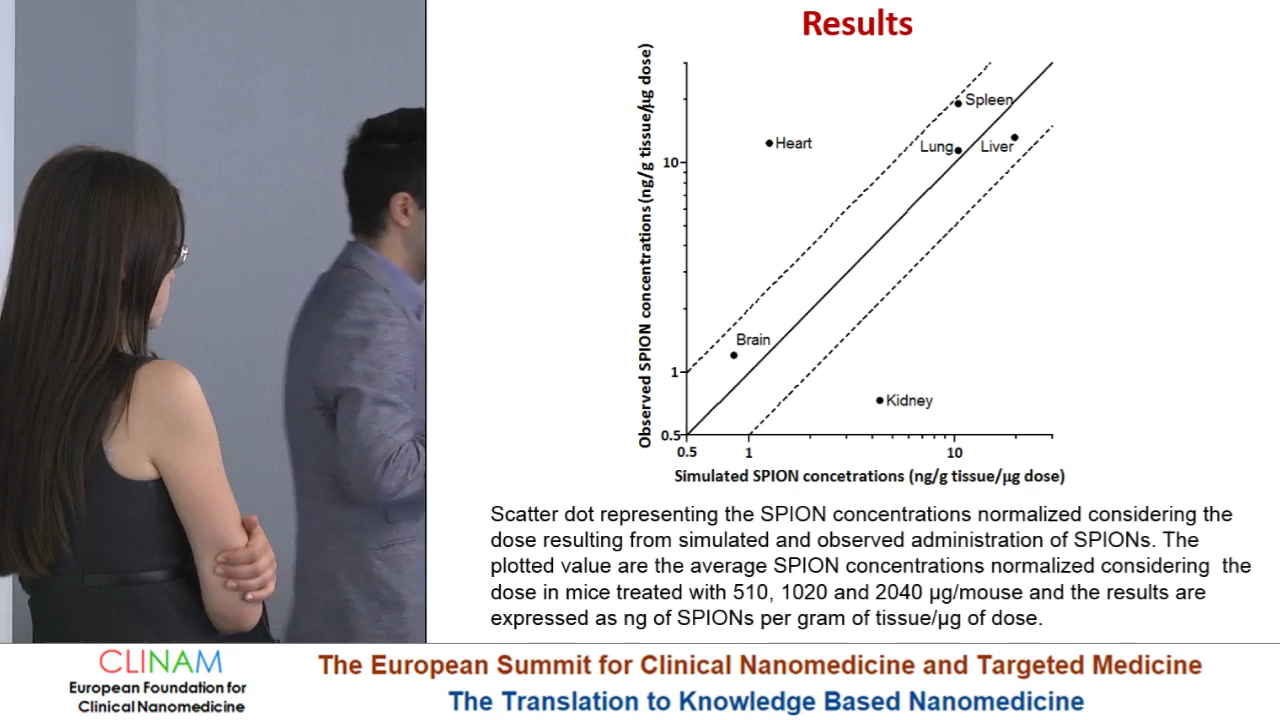 Results
Observed SPION concentrations (ng/g tissue/µg dose)
10
1
0.5
Spleen
Heart
Lung
Liver
Brain
Kidney
0.5
1
10
Simulated SPION concetrations (ng/g tissue/µg dose)
Scatter dot representing the SPION concentrations normalized considering the
dose resulting from simulated and observed administration of SPIONs. The
plotted value are the average SPION concentrations normalized considering the
dose in mice treated with 510, 1020 and 2040 µg/mouse and the results are
expressed as ng of SPIONs per gram of tissue/µg of dose.
CLINAM
European Foundation for
Clinical Nanomedicine
The European Summit for Clinical Nanomedicine and Targeted Medicine
The Translation to Knowledge Based Nanomedicine